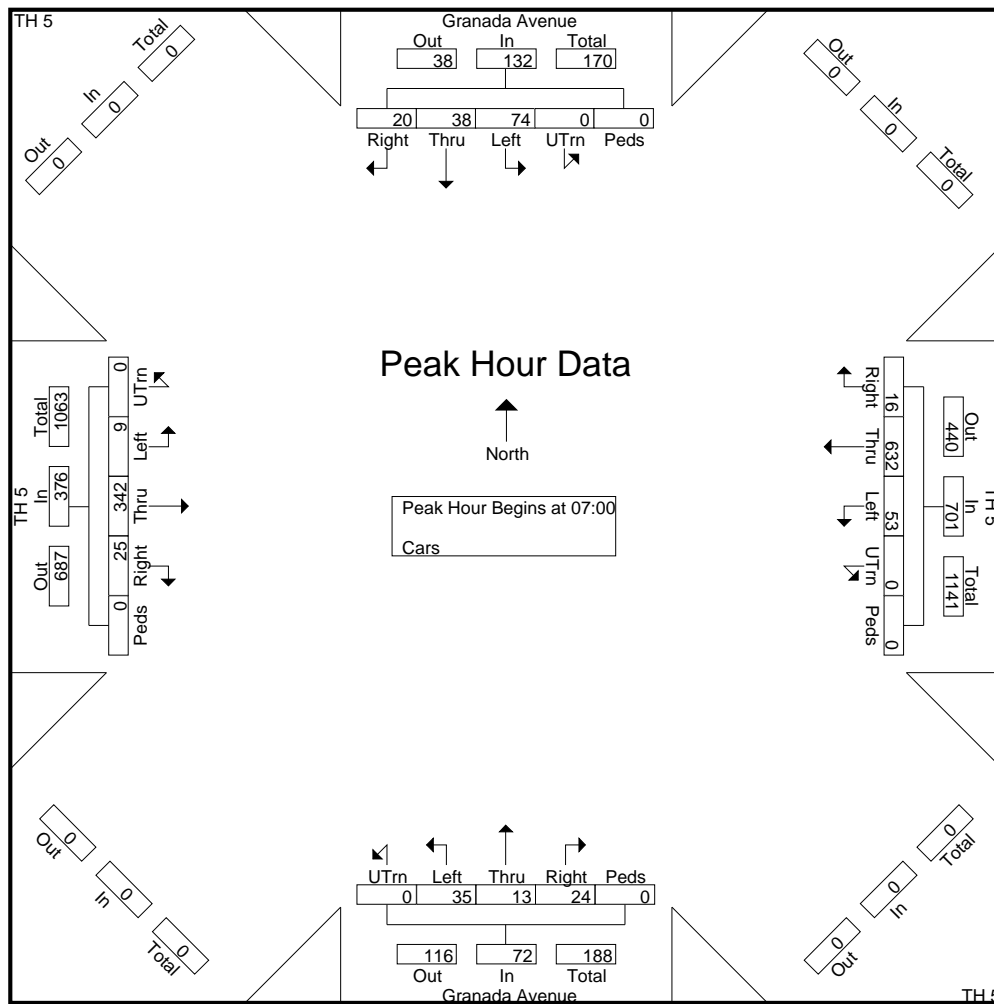 TH 5
Granada Avenue
Out In Total
38 132 170
20 38 74 0 0
Right Thru Left UTrn Peds
Total
0
In
0
Out
0
Out
0
In
0
Total
0
Peak Hour Data
North
Peak Hour Begins at 07:00
Cars
TH 5
Total In Out
1063 376 687
0 9 342 25 0
UTrn Left Thru Right Peds
Right Thru Left UTrn Peds
16 632 53 0 0
Out In Total
440 701 1141
TH 5
Out
0
In
0
Total
0
Total
0
In
0
Out
0
UTrn Left Thru Right Peds
0 35 13 24 0
116 72 188
Out In Total
Granada Avenue
TH 5